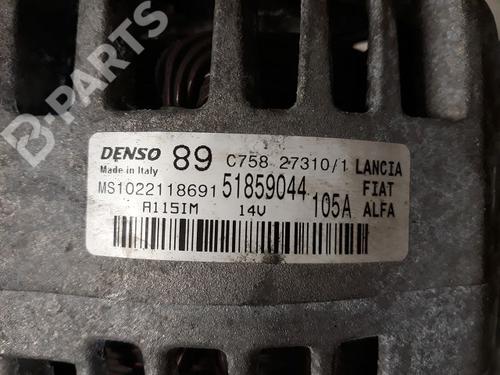 B-PARTS
DENSO 89 C758 27310/1 LANCIA
Made in Italy
MS1022118691 51859044 FIAT
A115IM 14V 105A ALFA